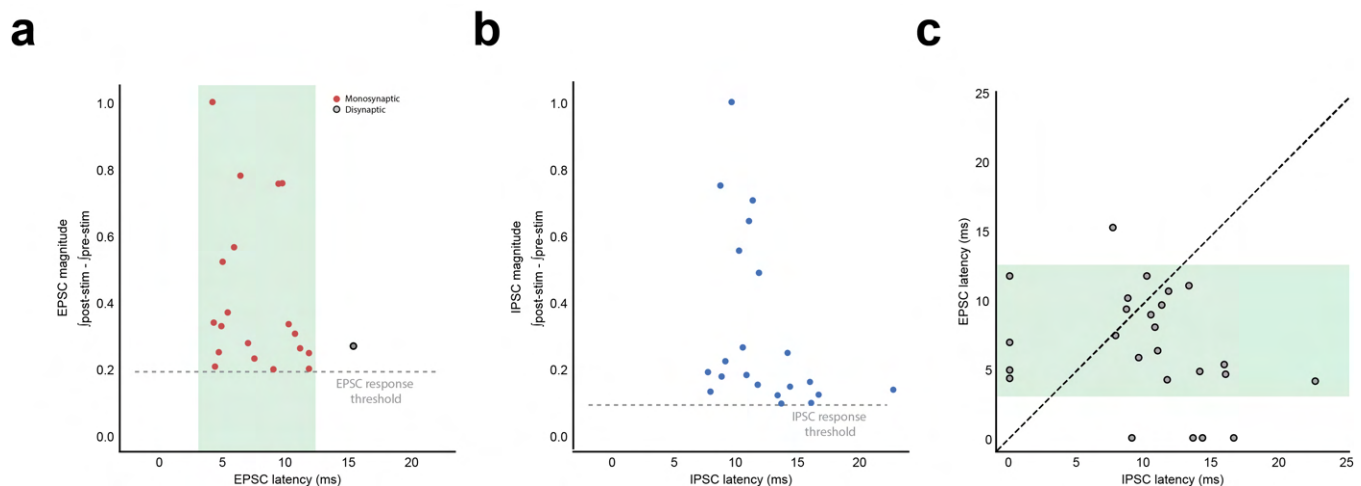 a
1.0
0.8
0.6
0.4
0.2
0.0
EPSC magnitude
∫post-stim - ∫pre-stim
Monosynaptic
Disynaptic
EPSC response
threshold
0 5 10 15 20
EPSC latency (ms)
b
1.0
0.8
0.6
0.4
0.2
0.0
IPSC magnitude
∫post-stim - ∫pre-stim
IPSC response
threshold
0 5 10 15 20
IPSC latency (ms)
c
25
20
15
10
5
0
EPSC latency (ms)
0 5 10 15 20 25
IPSC latency (ms)